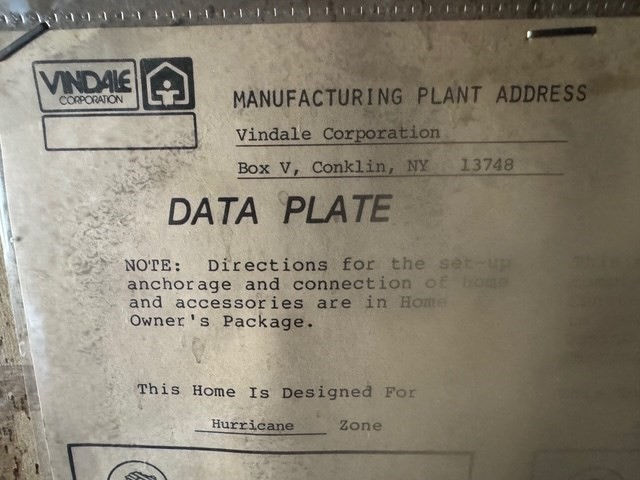 VINDALE
CORPORATION
MANUFACTURING PLANT ADDRESS
Vindale Corporation
Box V, Conklin, NY 13748
DATA PLATE
NOTE: Directions for the set-up
anchorage and connection of home
and accessories are in Home
Owner's Package.
This Home Is Designed For
Hurricane Zone